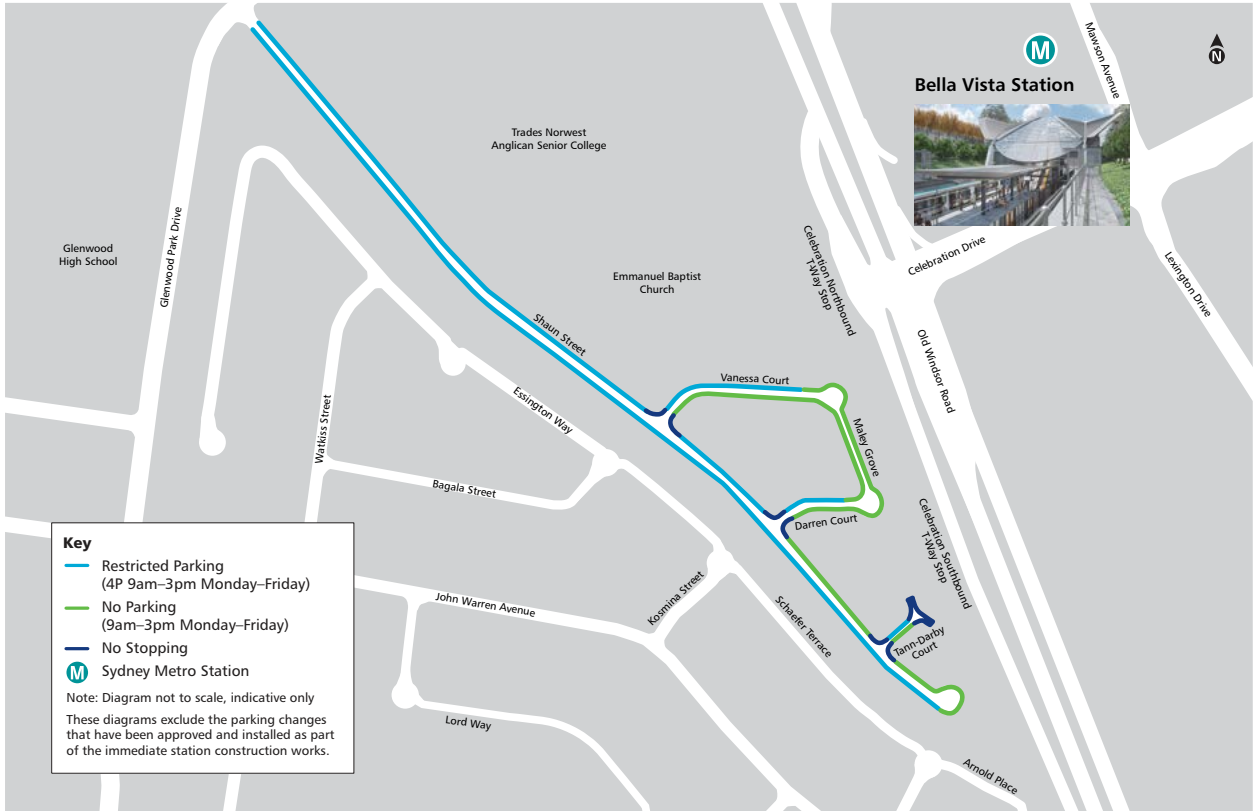 M
N
Bella Vista Station
Mawson Avenue
Trades Norwest
Anglican Senior College
Glenwood
High School
Glenwood Park Drive
Emmanuel Baptist
Church
Celebration Northbound
T-Way Stop
Celebration Drive
Lexington Drive
Shaun Street
Old Windsor Road
Vanessa Court
Essington Way
Watkiss Street
Maley Grove
Bagala Street
Darren Court
Celebration Southbound
T-Way Stop
Key
Restricted Parking
(4P 9am–3pm Monday–Friday)
No Parking
(9am–3pm Monday–Friday)
No Stopping
M Sydney Metro Station
Note: Diagram not to scale, indicative only
These diagrams exclude the parking changes
that have been approved and installed as part
of the immediate station construction works.
John Warren Avenue
Kosmina Street
Schaefer Terrace
Tann-Darby
Court
Lord Way
Arnold Place